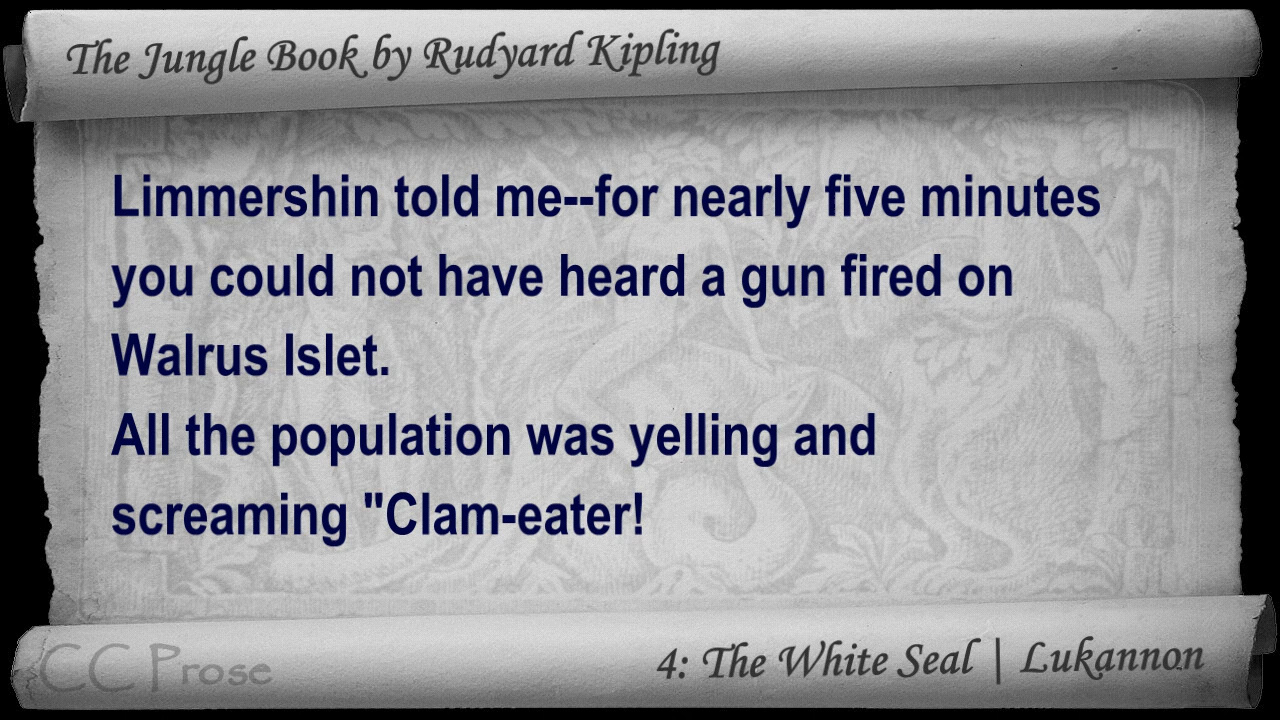 The Jungle Book by Rudyard Kipling
Limmershin told me--for nearly five minutes
you could not have heard a gun fired on
Walrus Islet.
All the population was yelling and
screaming "Clam-eater!
CC Prose
4: The White Seal | Lukannon